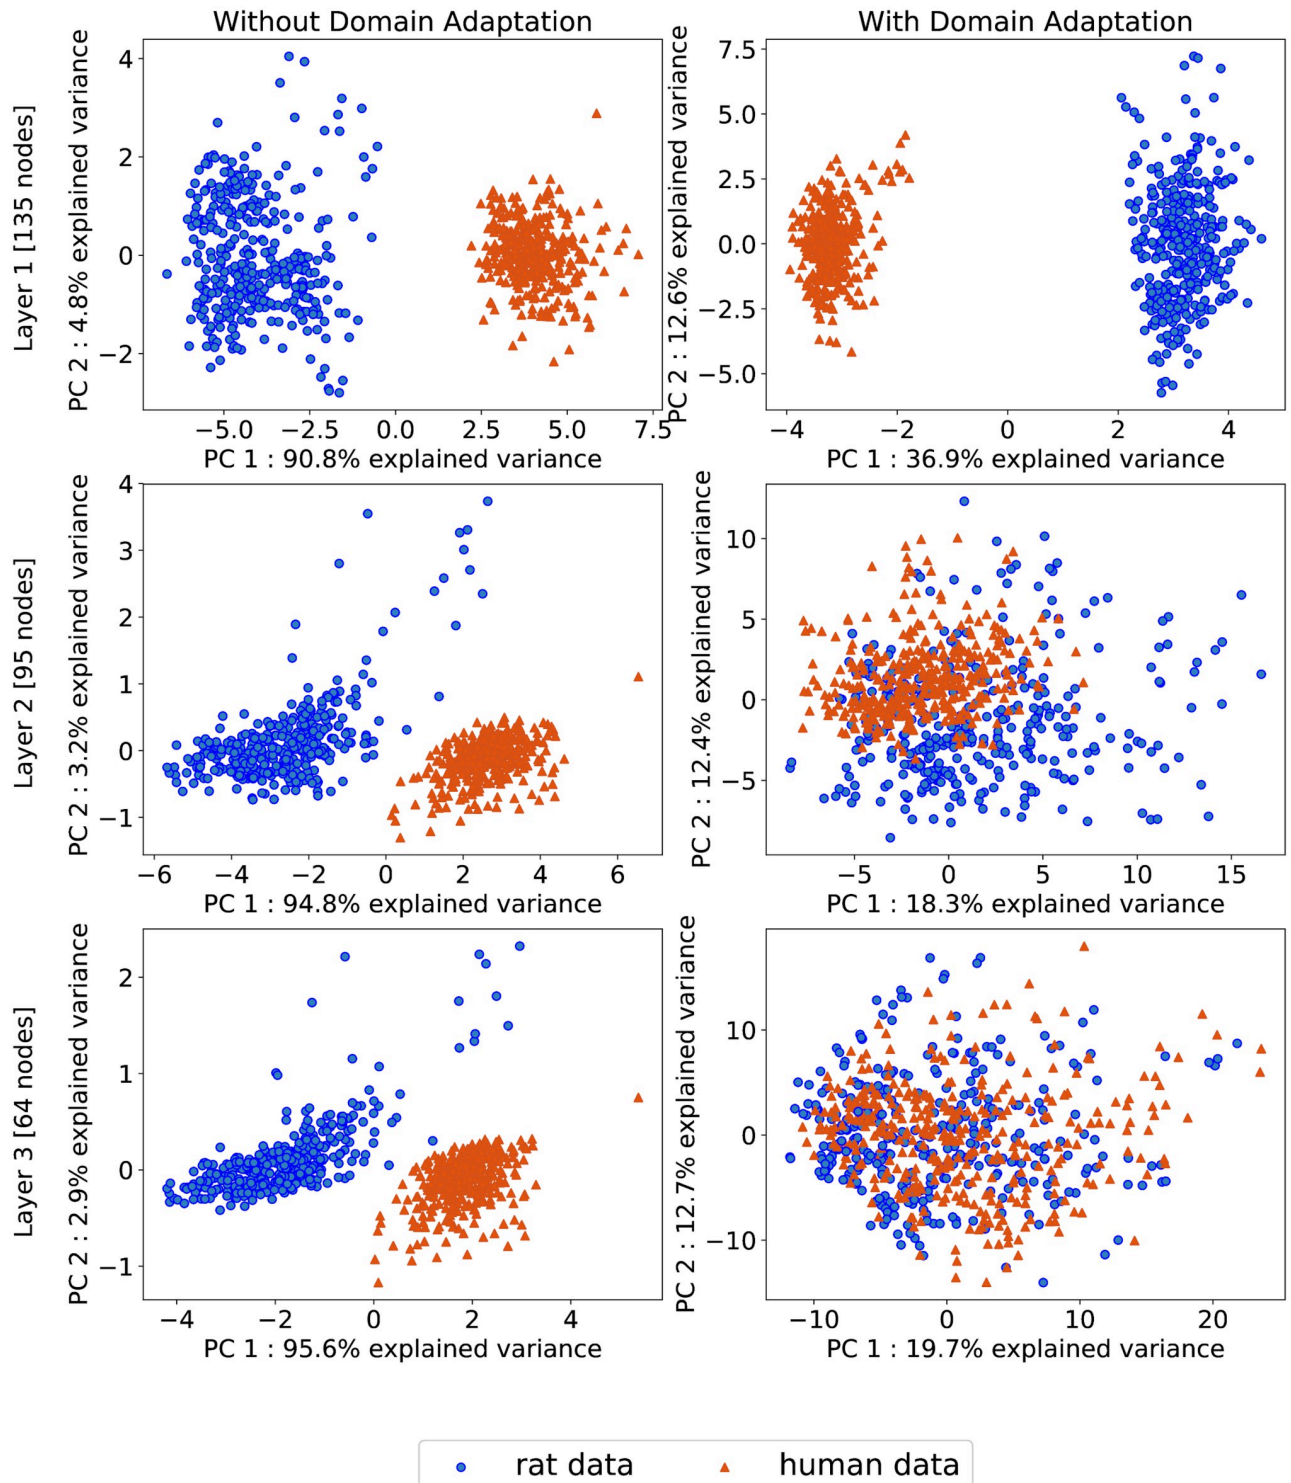 Without Domain Adaptation
With Domain Adaptation
Layer 1 [135 nodes]
PC 2 : 4.8% explained variance
4
2
0
−2
−5.0 −2.5 0.0 2.5 5.0 7.5
PC 1 : 90.8% explained variance
PC 2 : 12.6% explained variance
7.5
5.0
2.5
0.0
−2.5
−5.0
−4 −2 0 2 4
PC 1 : 36.9% explained variance
Layer 2 [95 nodes]
PC 2 : 3.2% explained variance
4
3
2
1
0
−1
−6 −4 −2 0 2 4 6
PC 1 : 94.8% explained variance
PC 2 : 12.4% explained variance
10
5
0
−5
−5 0 5 10 15
PC 1 : 18.3% explained variance
Layer 3 [64 nodes]
PC 2 : 2.9% explained variance
2
1
0
−1
−4 −2 0 2 4
PC 1 : 95.6% explained variance
PC 2 : 12.7% explained variance
10
0
−10
−10 0 10 20
PC 1 : 19.7% explained variance
rat data
human data